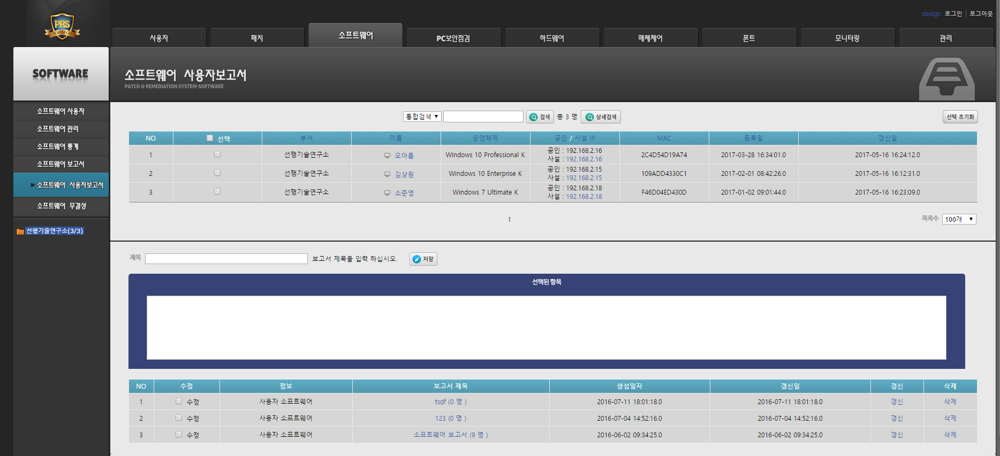 design 로그인 | 로그아웃
PRS
TOP AEGIS
사용자 패치 소프트웨어 PC보안점검 하드웨어 매체제어 폰트 모니터링 관리
SOFTWARE
소프트웨어 사용자보고서
PATCH & REMEDIATION SYSTEM-SOFTWARE
소프트웨어 사용자
소프트웨어 관리
소프트웨어 통계
소프트웨어 보고서
소프트웨어 사용자보고서
소프트웨어 무결성
선행기술연구소(3/3)
통합검색 검색 총 3 명 상세검색 선택 초기화
NO 선택 부서 이름 운영체제 공인 / 사설 IP MAC 등록일 갱신일
1 선행기술연구소 오아름 Windows 10 Professional K 공인 : 192.168.2.16 2C4D54D19A74 2017-03-28 16:34:01.0 2017-05-16 16:24:12.0
사설 : 192.168.2.16
2 선행기술연구소 김상원 Windows 10 Enterprise K 공인 : 192.168.2.15 109ADD4330C1 2017-02-01 08:42:26.0 2017-05-16 16:12:31.0
사설 : 192.168.2.15
3 선행기술연구소 소준영 Windows 7 Ultimate K 공인 : 192.168.2.18 F46D04ED430D 2017-01-02 09:01:44.0 2017-05-16 16:23:09.0
사설 : 192.168.2.18
1 목록수 100개
제목 보고서 제목을 입력 하십시오. 저장
선택된 항목
NO 수정 정보 보고서 제목 생성일자 갱신일 갱신 삭제
1 수정 사용자 소프트웨어 tsdf (0 명 ) 2016-07-11 18:01:18.0 2016-07-11 18:01:18.0 갱신 삭제
2 수정 사용자 소프트웨어 123 (0 명 ) 2016-07-04 14:52:16.0 2016-07-04 14:52:16.0 갱신 삭제
3 수정 사용자 소프트웨어 소프트웨어 보고서 (9 명 ) 2016-06-02 09:34:25.0 2016-06-02 09:34:25.0 갱신 삭제